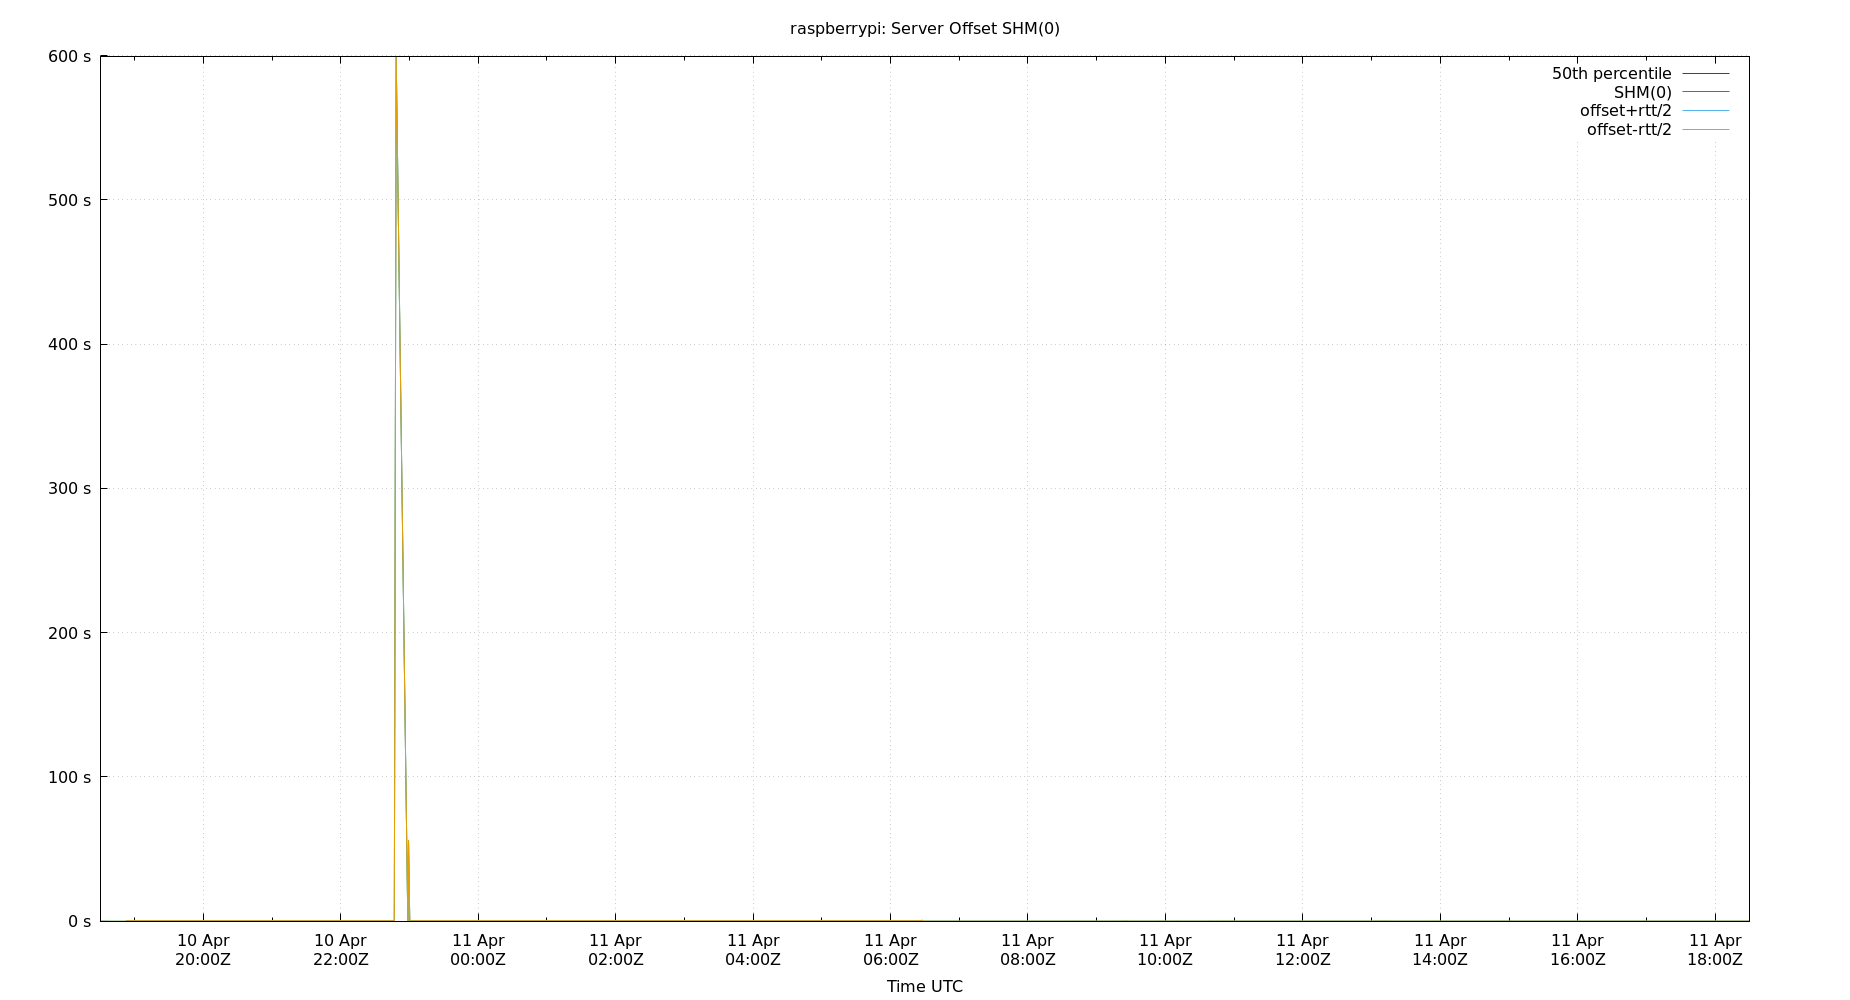 raspberrypi: Server Offset SHM(0)
600 s
500 s
400 s
300 s
200 s
100 s
0 s
50th percentile
SHM(0)
offset+rtt/2
offset-rtt/2
10 Apr 10 Apr 11 Apr 11 Apr 11 Apr 11 Apr 11 Apr 11 Apr 11 Apr 11 Apr 11 Apr 11 Apr
20:00Z 22:00Z 00:00Z 02:00Z 04:00Z 06:00Z 08:00Z 10:00Z 12:00Z 14:00Z 16:00Z 18:00Z
Time UTC